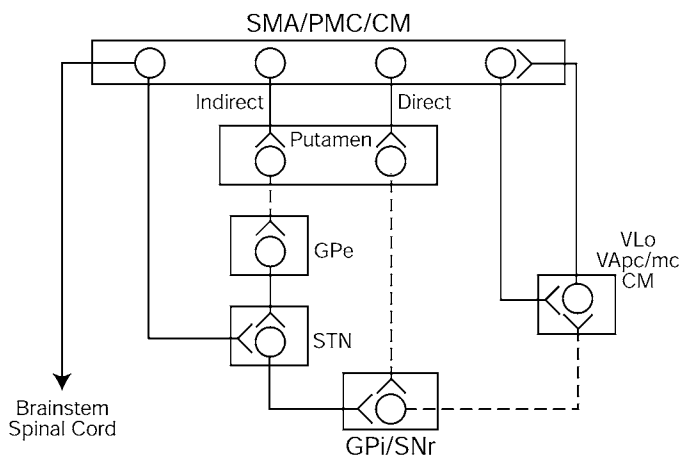 SMA/PMC/CM
Indirect
Direct
Putamen
GPe
VLo
VApc/mc
CM
STN
Brainstem
Spinal Cord
GPi/SNr